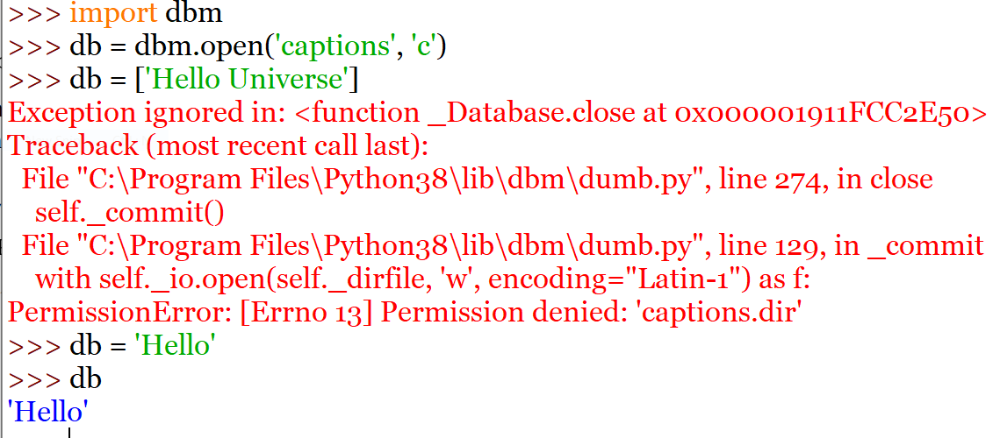 >>> import dbm
>>> db = dbm.open('captions', 'c')
>>> db = ['Hello Universe']
Exception ignored in: <function _Database.close at 0x000001911FCC2E50>
Traceback (most recent call last):
  File "C:\Program Files\Python38\lib\dbm\dumb.py", line 274, in close
    self._commit()
  File "C:\Program Files\Python38\lib\dbm\dumb.py", line 129, in _commit
    with self._io.open(self._dirfile, 'w', encoding="Latin-1") as f:
PermissionError: [Errno 13] Permission denied: 'captions.dir'
>>> db = 'Hello'
>>> db
'Hello'